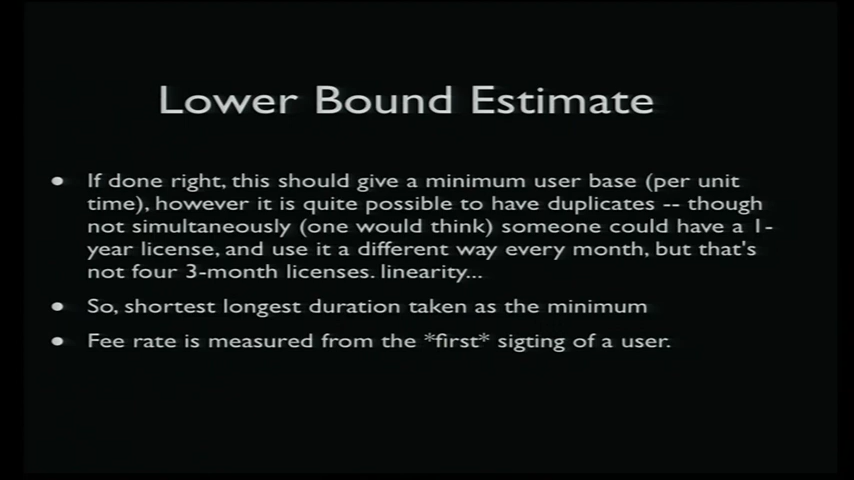 Lower Bound Estimate
• If done right, this should give a minimum user base (per unit
time), however it is quite possible to have duplicates -- though
not simultaneously (one would think) someone could have a 1-
year license, and use it a different way every month, but that's
not four 3-month licenses. linearity...
• So, shortest longest duration taken as the minimum
• Fee rate is measured from the *first* sigting of a user.